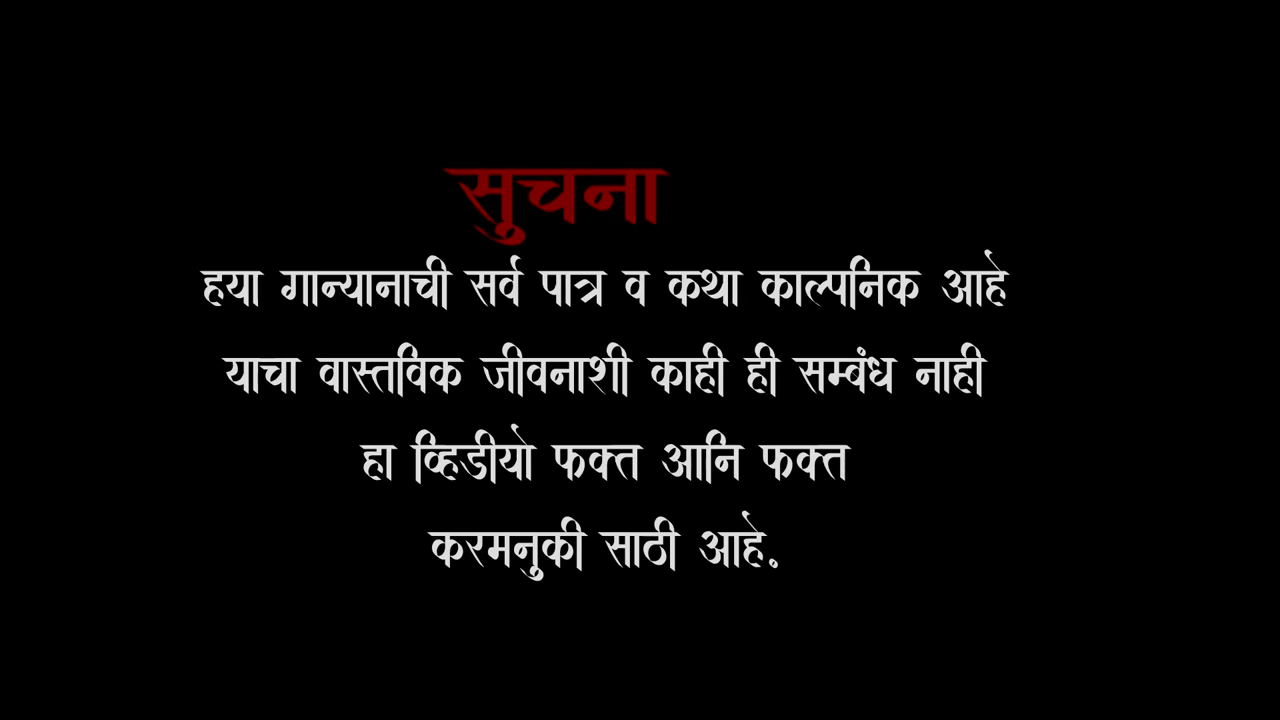 सुचना
हया गान्यानाची सर्व पात्र व कथा काल्पनिक आहे
याचा वास्तविक जीवनाशी काही ही सम्बंध नाही
हा व्हिडीयो फक्त आनि फक्त
करमनुकी साठी आहे.